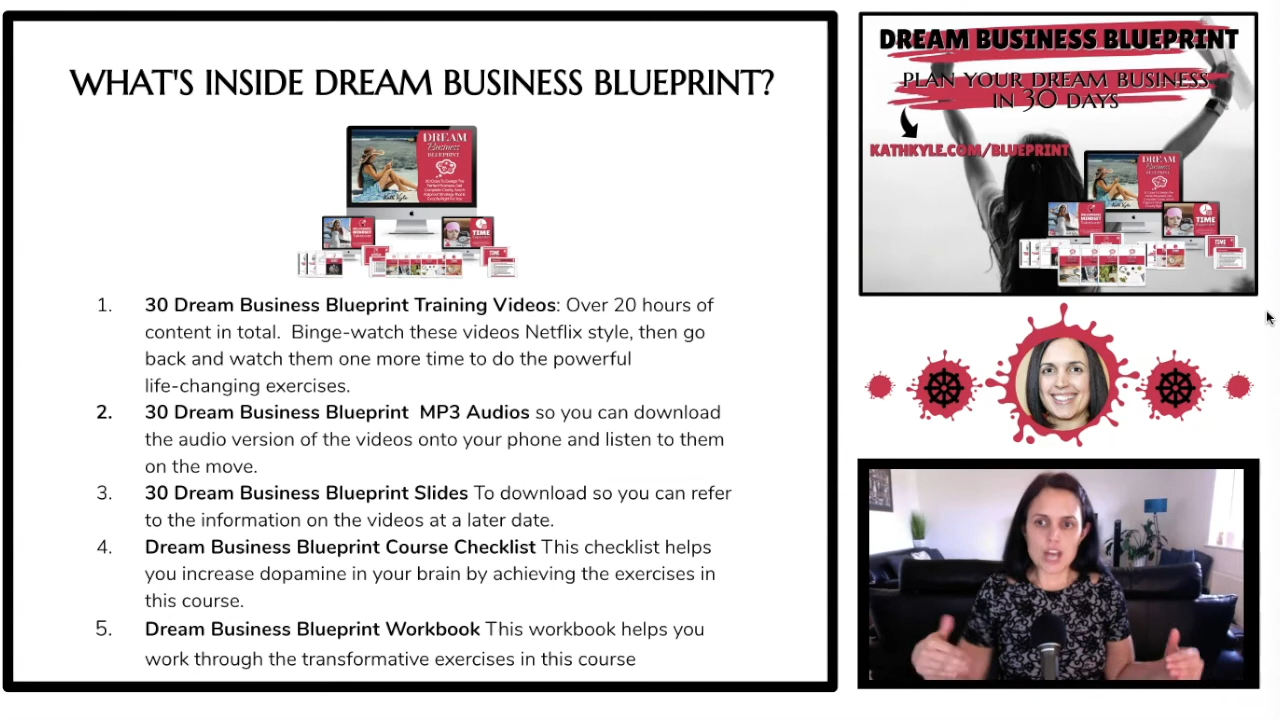 WHAT'S INSIDE DREAM BUSINESS BLUEPRINT?
DREAM
Business
BLUEPRINT
Kath Kyle
TIME
1. 30 Dream Business Blueprint Training Videos: Over 20 hours of
content in total.  Binge-watch these videos Netflix style, then go
back and watch them one more time to do the powerful
life-changing exercises.
2. 30 Dream Business Blueprint  MP3 Audios so you can download
the audio version of the videos onto your phone and listen to them
on the move.
3. 30 Dream Business Blueprint Slides To download so you can refer
to the information on the videos at a later date.
4. Dream Business Blueprint Course Checklist This checklist helps
you increase dopamine in your brain by achieving the exercises in
this course.
5. Dream Business Blueprint Workbook This workbook helps you
work through the transformative exercises in this course
DREAM BUSINESS BLUEPRINT
PLAN YOUR DREAM BUSINESS
IN 30 DAYS
KATHKYLE.COM/BLUEPRINT
DREAM
Business
BLUEPRINT
TIME